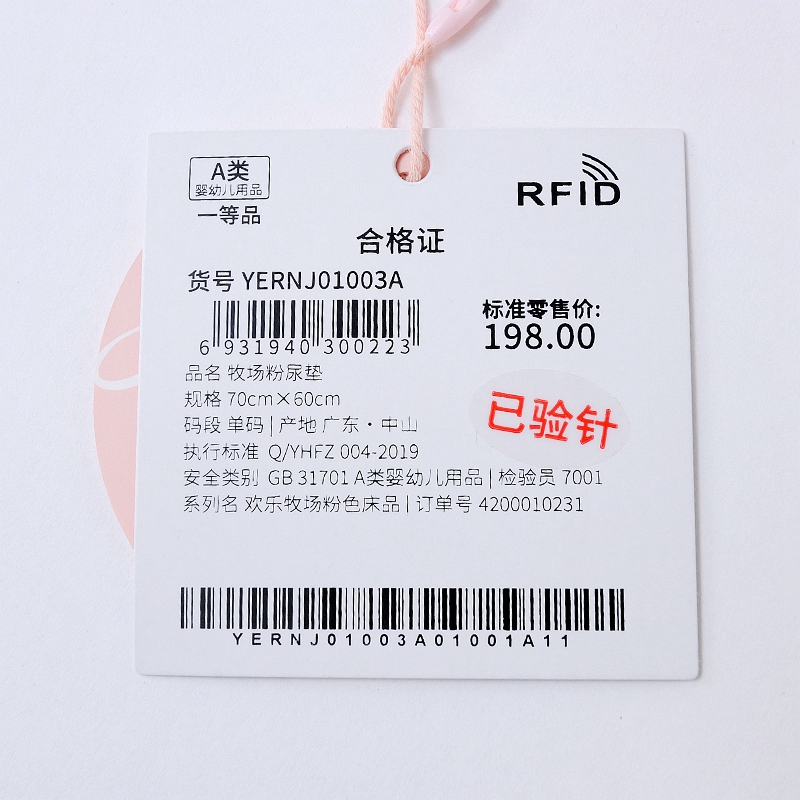 A类
婴幼儿用品
一等品
RFID
合格证
货号 YERNJ01003A
6 931940 300223
标准零售价:
198.00
品名 牧场粉尿垫
规格 70cm×60cm
码段 单码 | 产地 广东·中山
执行标准 Q/YHFZ 004-2019
安全类别 GB 31701 A类婴幼儿用品 | 检验员 7001
系列名 欢乐牧场粉色床品 | 订单号 4200010231
已验针
YERNJ01003A01001A11